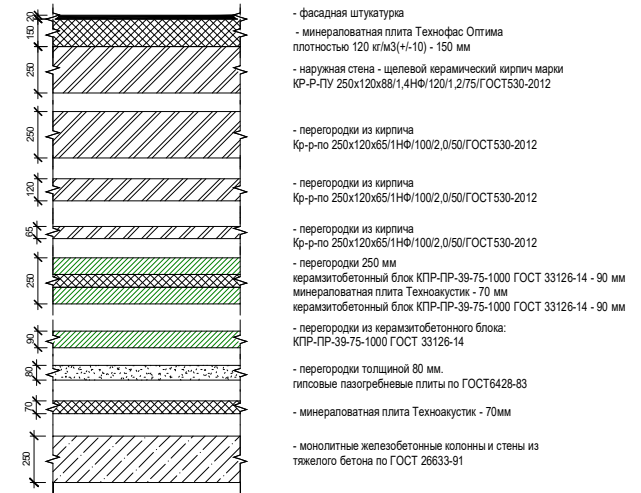 20
- фасадная штукатурка
150
- минераловатная плита Технофас Оптима
плотностью 120 кг/м3(+/-10) - 150 мм
250
- наружная стена - щелевой керамический кирпич марки
КР-Р-ПУ 250х120х88/1,4НФ/120/1,2/75/ГОСТ530-2012
250
- перегородки из кирпича
Кр-р-по 250х120х65/1НФ/100/2,0/50/ГОСТ530-2012
120
- перегородки из кирпича
Кр-р-по 250х120х65/1НФ/100/2,0/50/ГОСТ530-2012
65
- перегородки из кирпича
Кр-р-по 250х120х65/1НФ/100/2,0/50/ГОСТ530-2012
250
- перегородки 250 мм
керамзитобетонный блок КПР-ПР-39-75-1000 ГОСТ 33126-14 - 90 мм
минераловатная плита Техноакустик - 70 мм
керамзитобетонный блок КПР-ПР-39-75-1000 ГОСТ 33126-14 - 90 мм
90
- перегородки из керамзитобетонного блока:
КПР-ПР-39-75-1000 ГОСТ 33126-14
80
- перегородки толщиной 80 мм.
гипсовые пазогребневые плиты по ГОСТ6428-83
70
- минераловатная плита Техноакустик - 70мм
250
- монолитные железобетонные колонны и стены из
тяжелого бетона по ГОСТ 26633-91